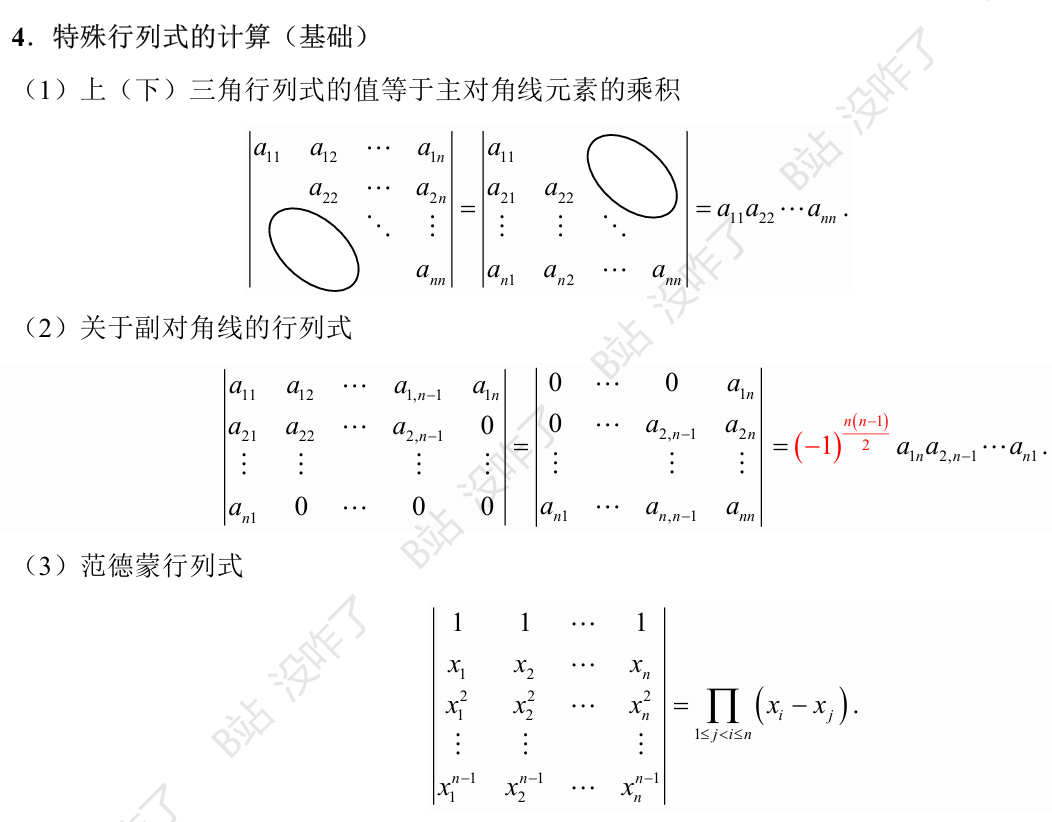 4．特殊行列式的计算（基础）
（1）上（下）三角行列式的值等于主对角线元素的乘积
$$\begin{vmatrix} a_{11} & a_{12} & \cdots & a_{1n} \\ & a_{22} & \cdots & a_{2n} \\ & & \ddots & \vdots \\ & & & a_{nn} \end{vmatrix} = \begin{vmatrix} a_{11} & & & \\ a_{21} & a_{22} & & \\ \vdots & \vdots & \ddots & \\ a_{n1} & a_{n2} & \cdots & a_{nn} \end{vmatrix} = a_{11}a_{22}\cdots a_{nn}.$$
（2）关于副对角线的行列式
$$\begin{vmatrix} a_{11} & a_{12} & \cdots & a_{1,n-1} & a_{1n} \\ a_{21} & a_{22} & \cdots & a_{2,n-1} & 0 \\ \vdots & \vdots & & \vdots & \vdots \\ a_{n1} & 0 & \cdots & 0 & 0 \end{vmatrix} = \begin{vmatrix} 0 & \cdots & 0 & a_{1n} \\ 0 & \cdots & a_{2,n-1} & a_{2n} \\ \vdots & & \vdots & \vdots \\ a_{n1} & \cdots & a_{n,n-1} & a_{nn} \end{vmatrix} = (-1)^{\frac{n(n-1)}{2}} a_{1n}a_{2,n-1}\cdots a_{n1}.$$
（3）范德蒙行列式
$$\begin{vmatrix} 1 & 1 & \cdots & 1 \\ x_1 & x_2 & \cdots & x_n \\ x_1^2 & x_2^2 & \cdots & x_n^2 \\ \vdots & \vdots & & \vdots \\ x_1^{n-1} & x_2^{n-1} & \cdots & x_n^{n-1} \end{vmatrix} = \prod_{1\le j<i\le n} (x_i - x_j).$$
B站 没咋了
B站 没咋了
B站 没咋了
B站 没咋了
了